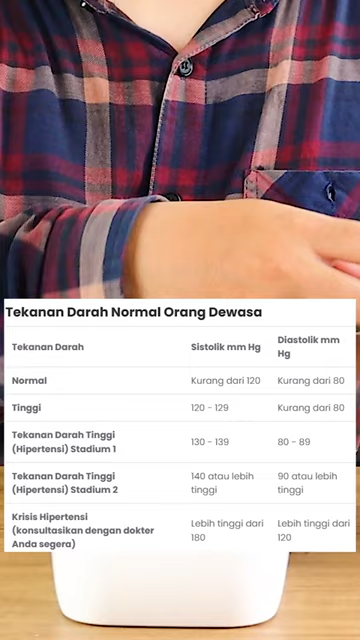 Tekanan Darah Normal Orang Dewasa
Tekanan Darah Sistolik mm Hg Diastolik mm Hg
Normal Kurang dari 120 Kurang dari 80
Tinggi 120 - 129 Kurang dari 80
Tekanan Darah Tinggi (Hipertensi) Stadium 1 130 - 139 80 - 89
Tekanan Darah Tinggi (Hipertensi) Stadium 2 140 atau lebih tinggi 90 atau lebih tinggi
Krisis Hipertensi (konsultasikan dengan dokter Anda segera) Lebih tinggi dari 180 Lebih tinggi dari 120